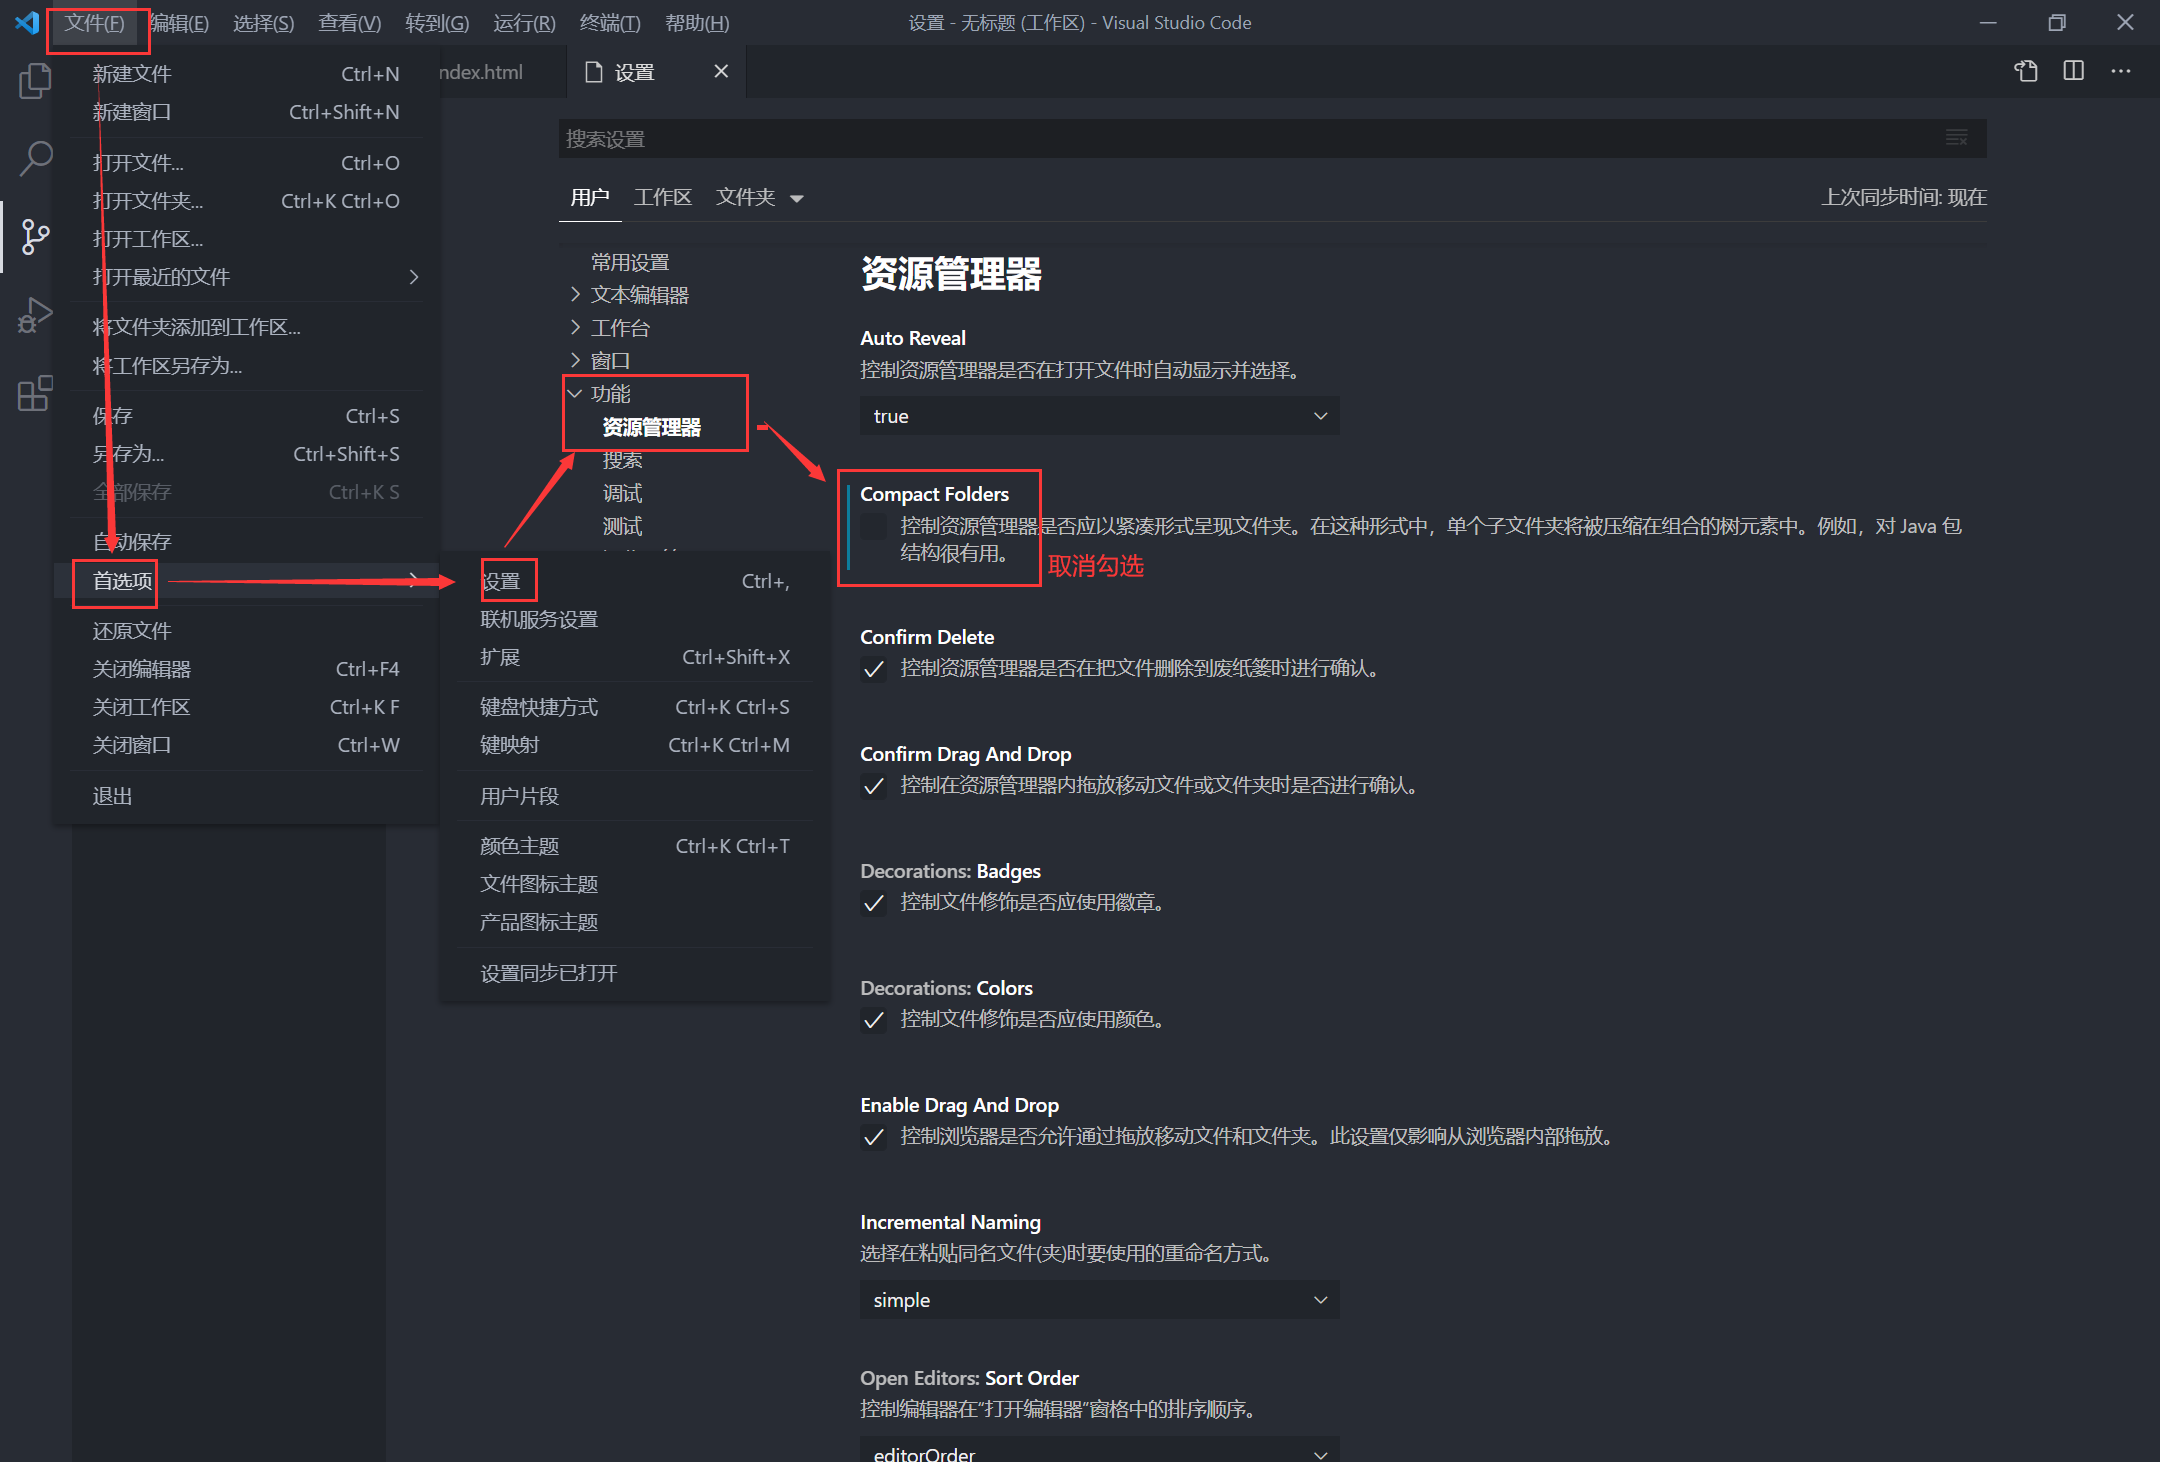 文件(F) 编辑(E) 选择(S) 查看(V) 转到(G) 运行(R) 终端(T) 帮助(H)
设置 - 无标题 (工作区) - Visual Studio Code
ndex.html
设置
新建文件 Ctrl+N
新建窗口 Ctrl+Shift+N
打开文件... Ctrl+O
打开文件夹... Ctrl+K Ctrl+O
打开工作区...
打开最近的文件
将文件夹添加到工作区...
将工作区另存为...
保存 Ctrl+S
另存为... Ctrl+Shift+S
全部保存 Ctrl+K S
自动保存
首选项
还原文件
关闭编辑器 Ctrl+F4
关闭工作区 Ctrl+K F
关闭窗口 Ctrl+W
退出
设置 Ctrl+,
联机服务设置
扩展 Ctrl+Shift+X
键盘快捷方式 Ctrl+K Ctrl+S
键映射 Ctrl+K Ctrl+M
用户片段
颜色主题 Ctrl+K Ctrl+T
文件图标主题
产品图标主题
设置同步已打开
搜索设置
用户 工作区 文件夹
上次同步时间: 现在
常用设置
文本编辑器
工作台
窗口
功能
资源管理器
搜索
调试
测试
资源管理器
Auto Reveal
控制资源管理器是否在打开文件时自动显示并选择。
true
Compact Folders
控制资源管理器是否应以紧凑形式呈现文件夹。在这种形式中，单个子文件夹将被压缩在组合的树元素中。例如，对 Java 包
结构很有用。
取消勾选
Confirm Delete
控制资源管理器是否在把文件删除到废纸篓时进行确认。
Confirm Drag And Drop
控制在资源管理器内拖放移动文件或文件夹时是否进行确认。
Decorations: Badges
控制文件修饰是否应使用徽章。
Decorations: Colors
控制文件修饰是否应使用颜色。
Enable Drag And Drop
控制浏览器是否允许通过拖放移动文件和文件夹。此设置仅影响从浏览器内部拖放。
Incremental Naming
选择在粘贴同名文件(夹)时要使用的重命名方式。
simple
Open Editors: Sort Order
控制编辑器在“打开编辑器”窗格中的排序顺序。
editorOrder